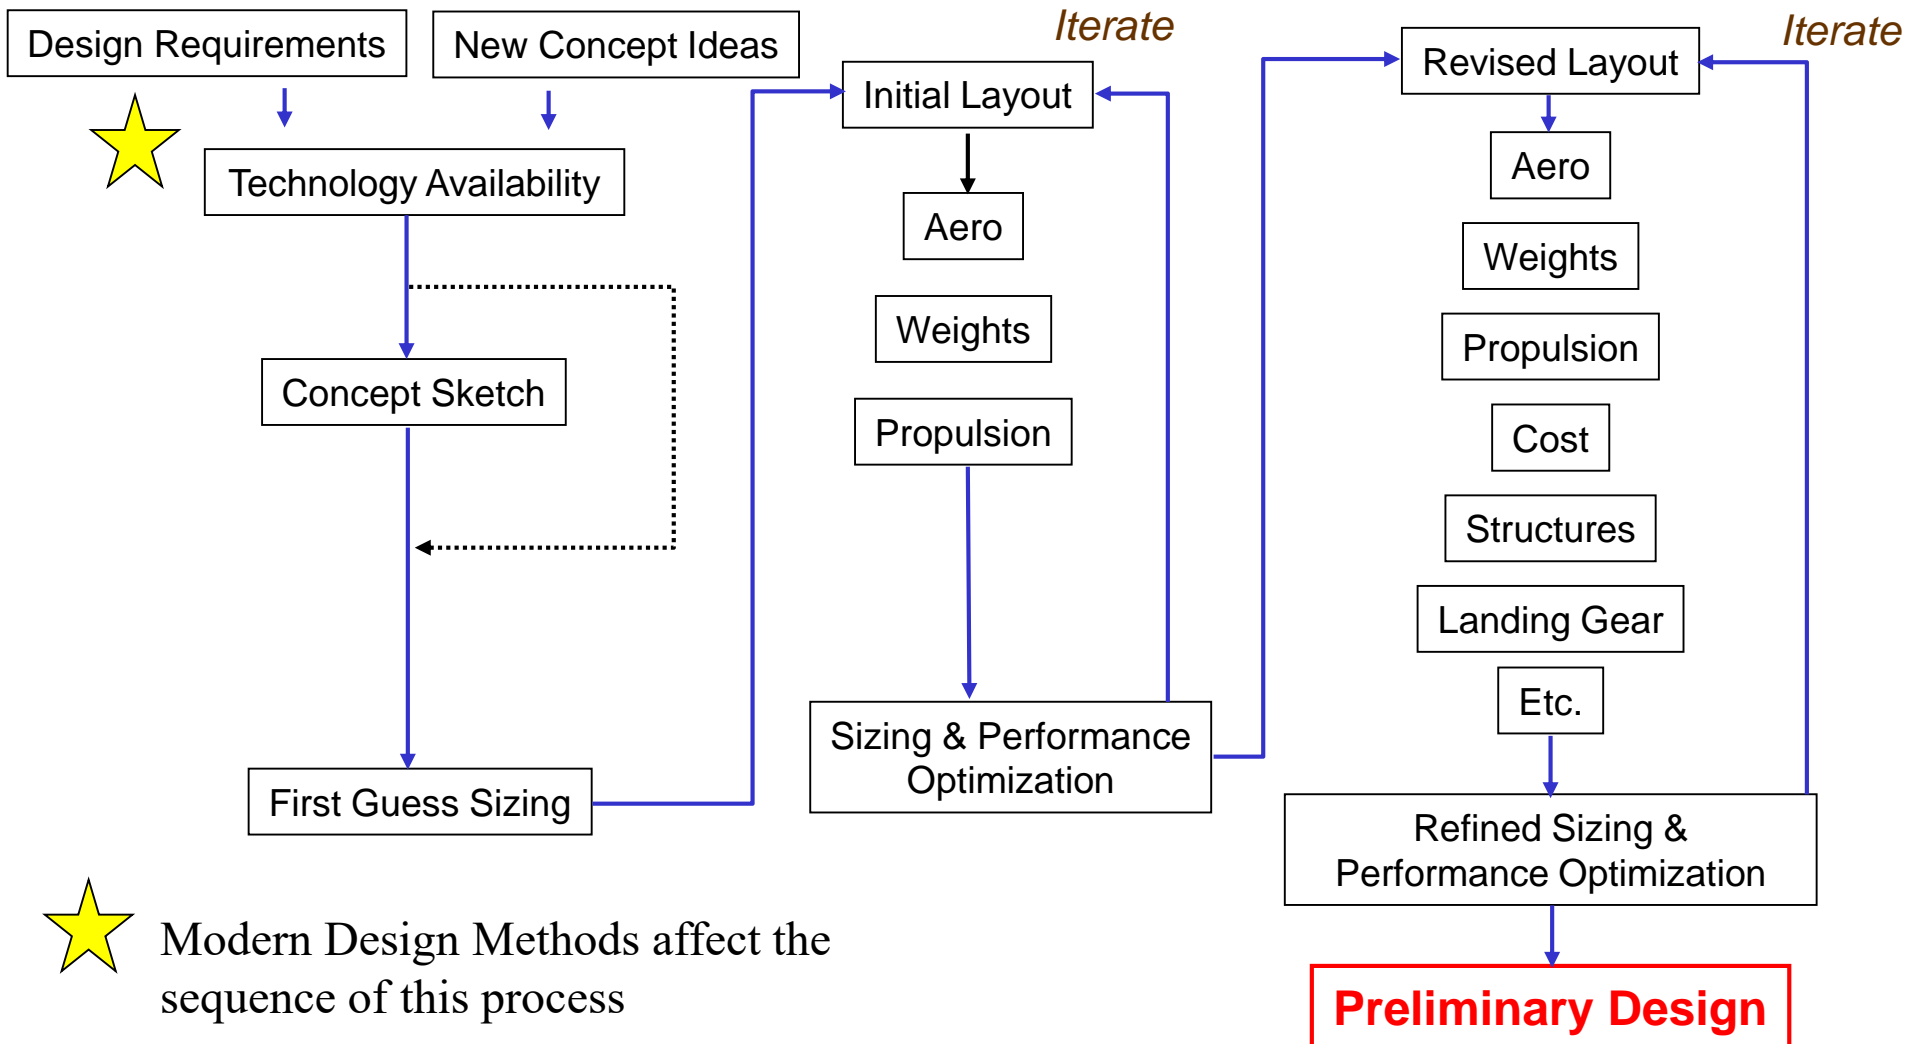 Design Requirements
New Concept Ideas
Technology Availability
Concept Sketch
First Guess Sizing
Iterate
Initial Layout
Aero
Weights
Propulsion
Sizing & Performance
Optimization
Iterate
Revised Layout
Aero
Weights
Propulsion
Cost
Structures
Landing Gear
Etc.
Refined Sizing &
Performance Optimization
Preliminary Design
Modern Design Methods affect the
sequence of this process